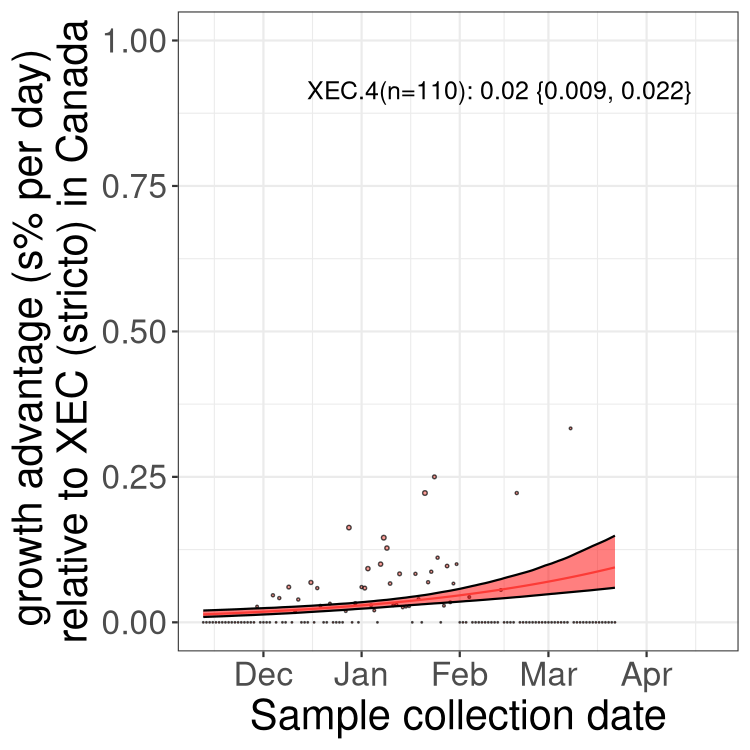 growth advantage (s% per day)
relative to XEC (stricto) in Canada
1.00
0.75
0.50
0.25
0.00
XEC.4(n=110): 0.02 {0.009, 0.022}
Dec Jan Feb Mar Apr
Sample collection date